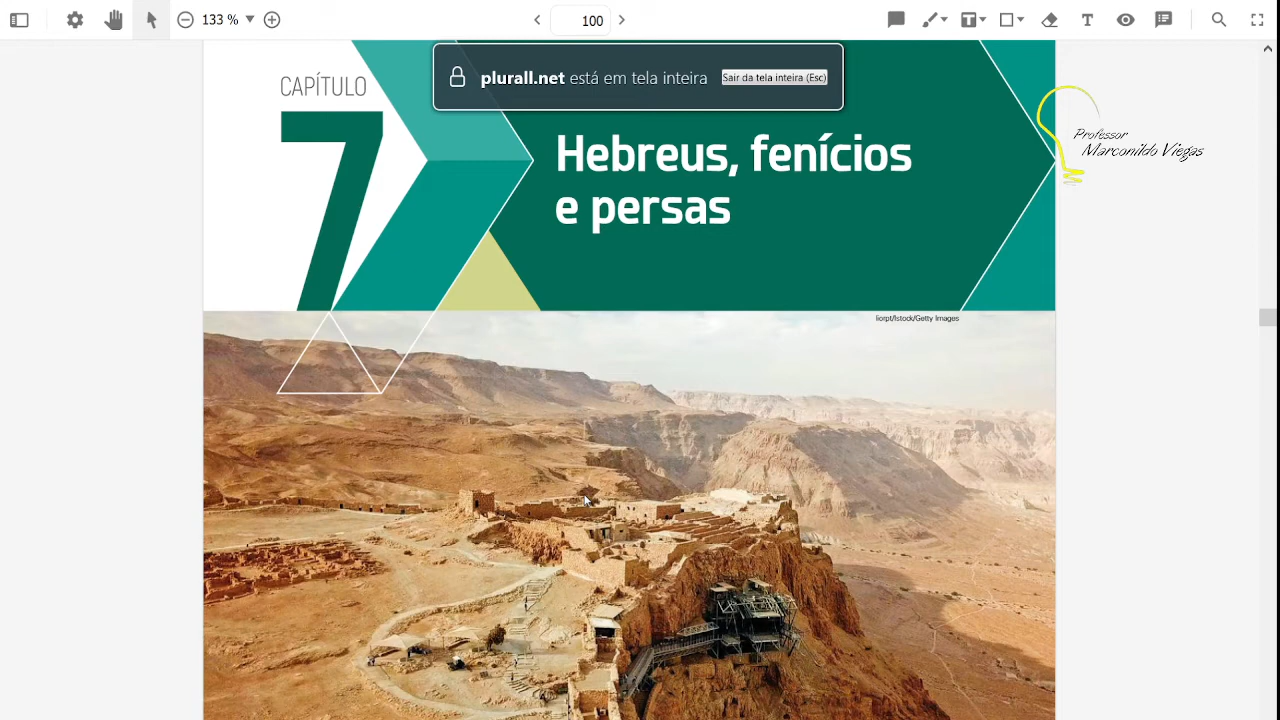 133 %
100
plurall.net está em tela inteira
Sair da tela inteira (Esc)
CAPÍTULO
7
Hebreus, fenícios
e persas
Professor
Marconildo Viegas
liorpt/Istock/Getty Images